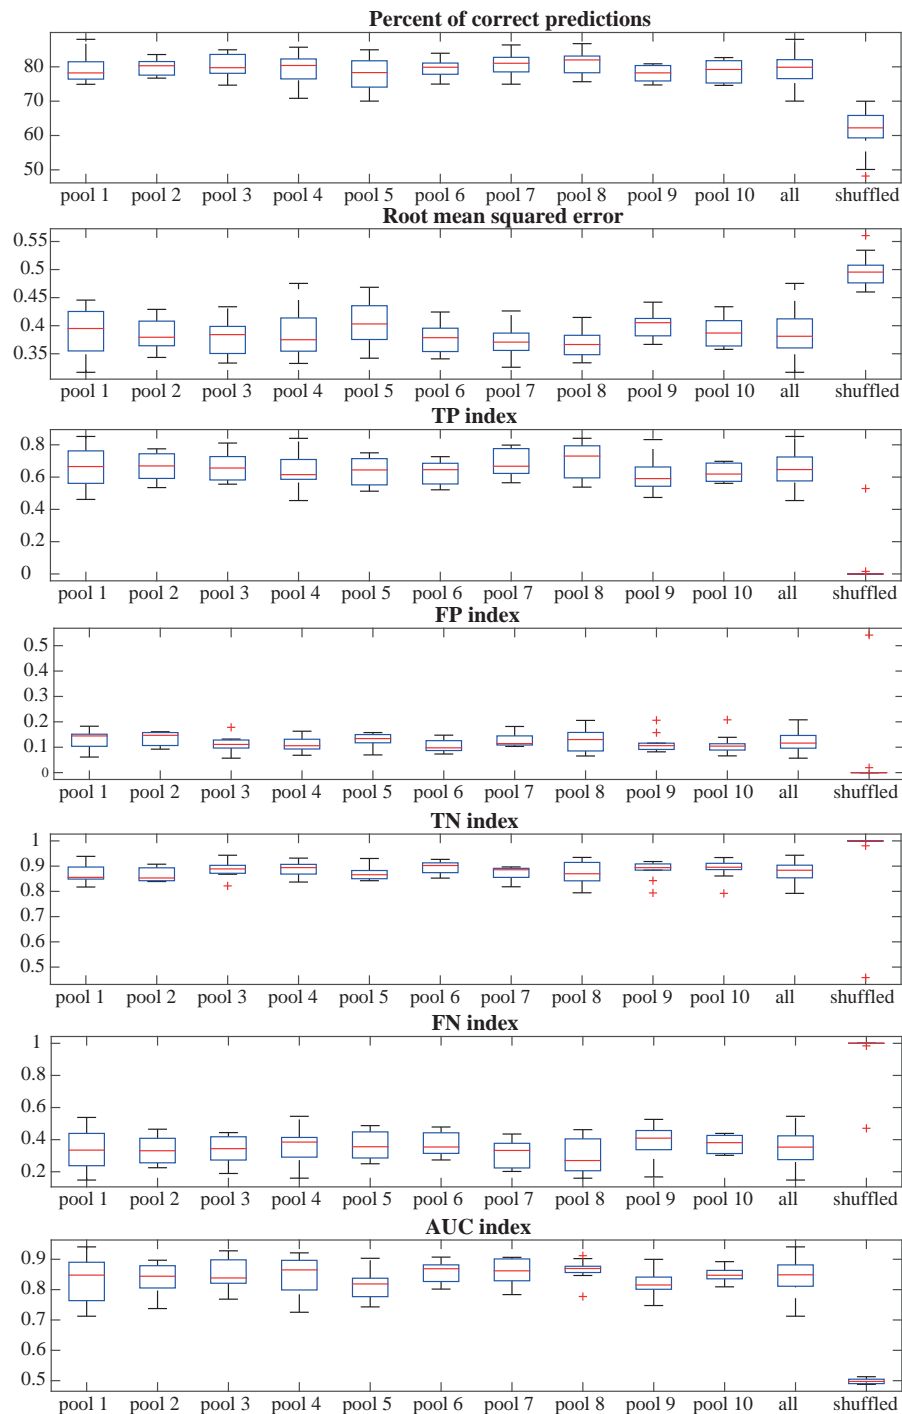 Percent of correct predictions
80
70
60
50
pool 1 pool 2 pool 3 pool 4 pool 5 pool 6 pool 7 pool 8 pool 9 pool 10 all shuffled
Root mean squared error
0.55
0.5
0.45
0.4
0.35
pool 1 pool 2 pool 3 pool 4 pool 5 pool 6 pool 7 pool 8 pool 9 pool 10 all shuffled
TP index
0.8
0.6
0.4
0.2
0
pool 1 pool 2 pool 3 pool 4 pool 5 pool 6 pool 7 pool 8 pool 9 pool 10 all shuffled
FP index
0.5
0.4
0.3
0.2
0.1
0
pool 1 pool 2 pool 3 pool 4 pool 5 pool 6 pool 7 pool 8 pool 9 pool 10 all shuffled
TN index
1
0.9
0.8
0.7
0.6
0.5
pool 1 pool 2 pool 3 pool 4 pool 5 pool 6 pool 7 pool 8 pool 9 pool 10 all shuffled
FN index
1
0.8
0.6
0.4
0.2
pool 1 pool 2 pool 3 pool 4 pool 5 pool 6 pool 7 pool 8 pool 9 pool 10 all shuffled
AUC index
0.9
0.8
0.7
0.6
0.5
pool 1 pool 2 pool 3 pool 4 pool 5 pool 6 pool 7 pool 8 pool 9 pool 10 all shuffled